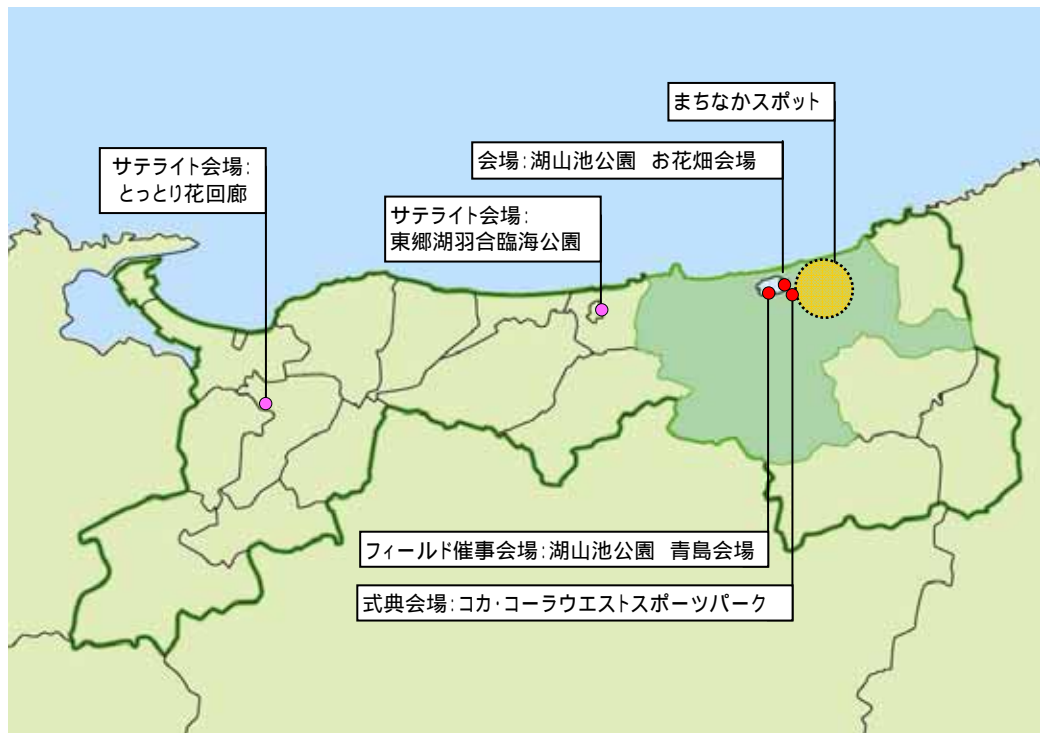 まちなかスポット
会場:湖山池公園 お花畑会場
サテライト会場:
とっとり花回廊
サテライト会場:
東郷湖羽合臨海公園
フィールド催事会場:湖山池公園 青島会場
式典会場:コカ・コーラウエストスポーツパーク